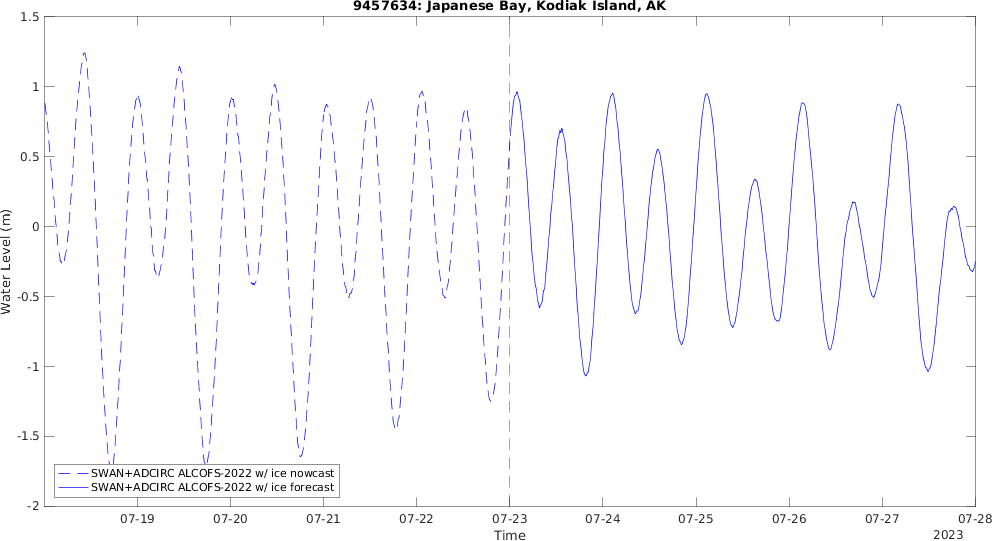 9457634: Japanese Bay, Kodiak Island, AK
1.5
1
0.5
0
-0.5
-1
-1.5
-2
Water Level (m)
SWAN+ADCIRC ALCOFS-2022 w/ ice nowcast
SWAN+ADCIRC ALCOFS-2022 w/ ice forecast
07-19 07-20 07-21 07-22 07-23 07-24 07-25 07-26 07-27 07-28
Time
2023